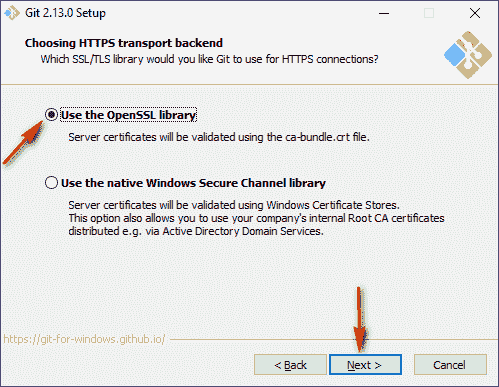 Git 2.13.0 Setup
Choosing HTTPS transport backend
Which SSL/TLS library would you like Git to use for HTTPS connections?
Use the OpenSSL library
Server certificates will be validated using the ca-bundle.crt file.
Use the native Windows Secure Channel library
Server certificates will be validated using Windows Certificate Stores.
This option also allows you to use your company's internal Root CA certificates
distributed e.g. via Active Directory Domain Services.
https://git-for-windows.github.io/
< Back
Next >
Cancel